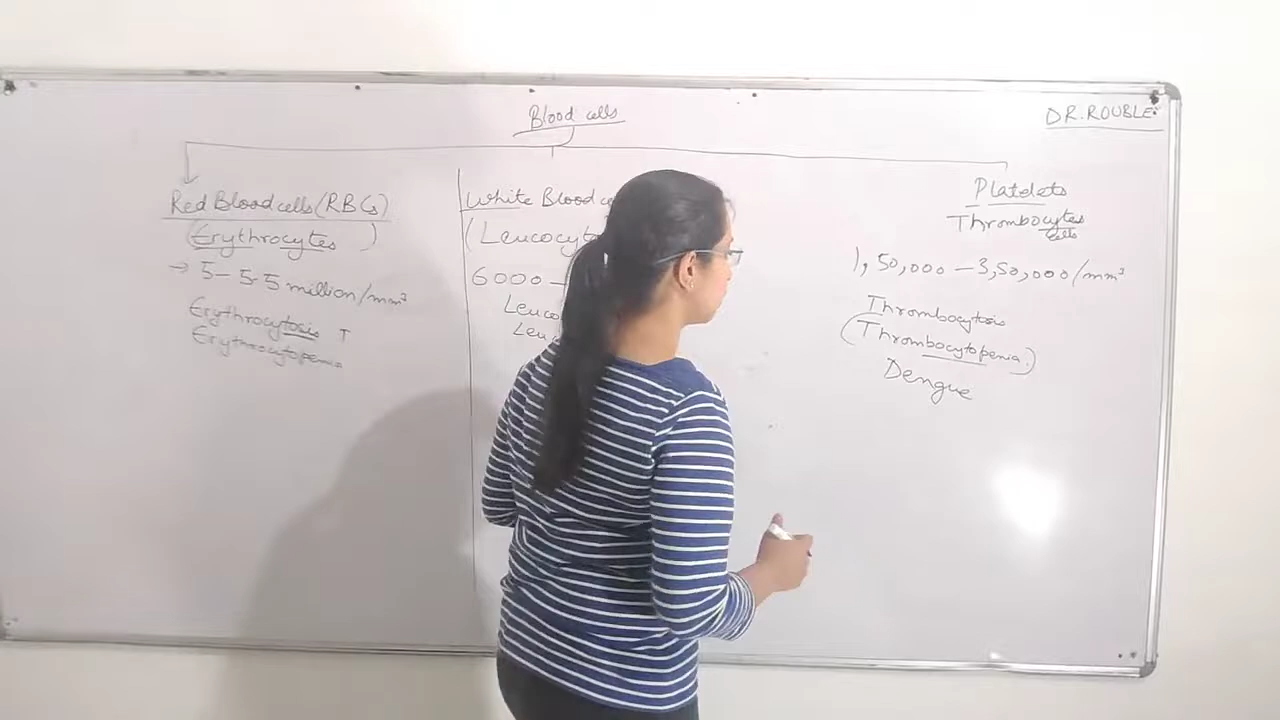 Blood cells
DR. ROUBLE
Red Blood cells (RBCs)
(Erythrocytes )
→ 5 - 5.5 million/mm³
Erythrocytosis ↑
Erythrocytopenia
White Blood
(Leucocyt
6000 -
Leuco
Leu
Platelets
Thrombocytes
Cells
1,50,000 - 3,50,000/mm³
Thrombocytosis
(Thrombocytopenia.)
Dengue